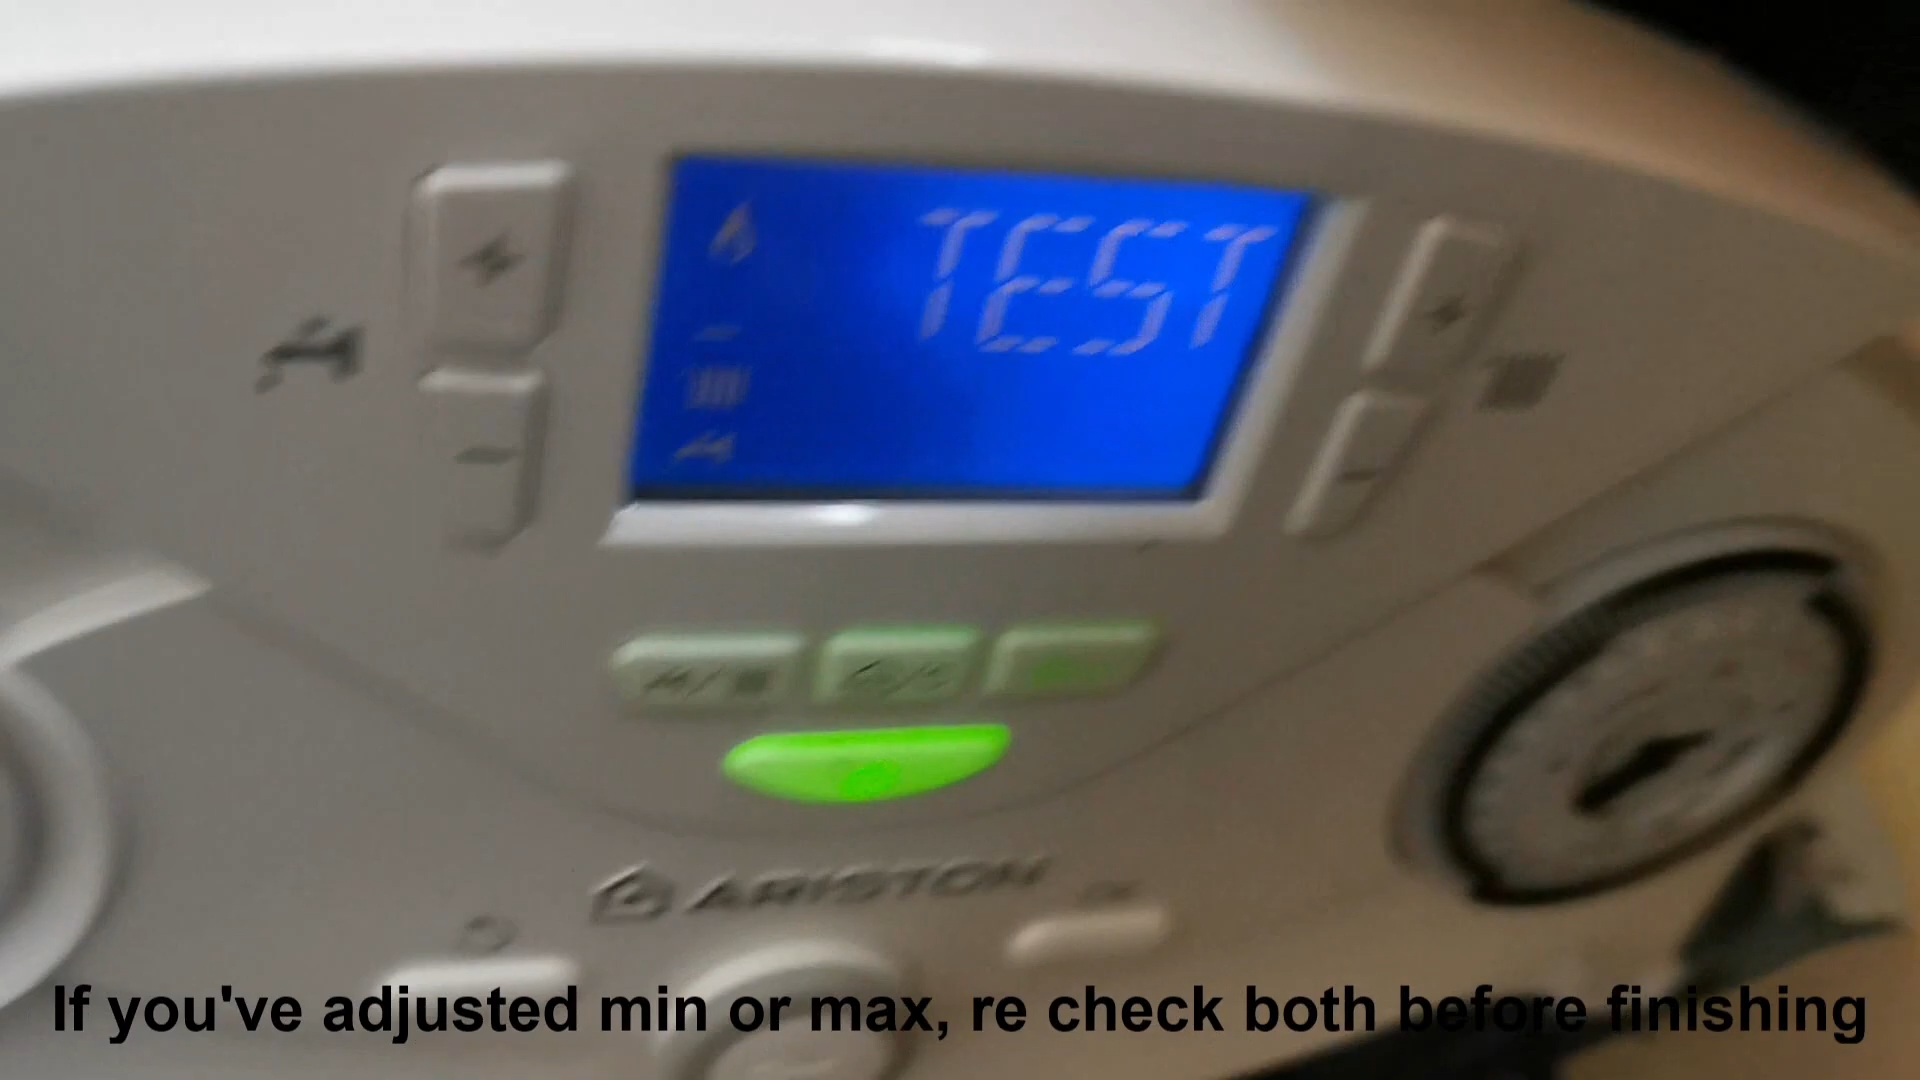 TEST
ARISTON
If you've adjusted min or max, re check both before finishing